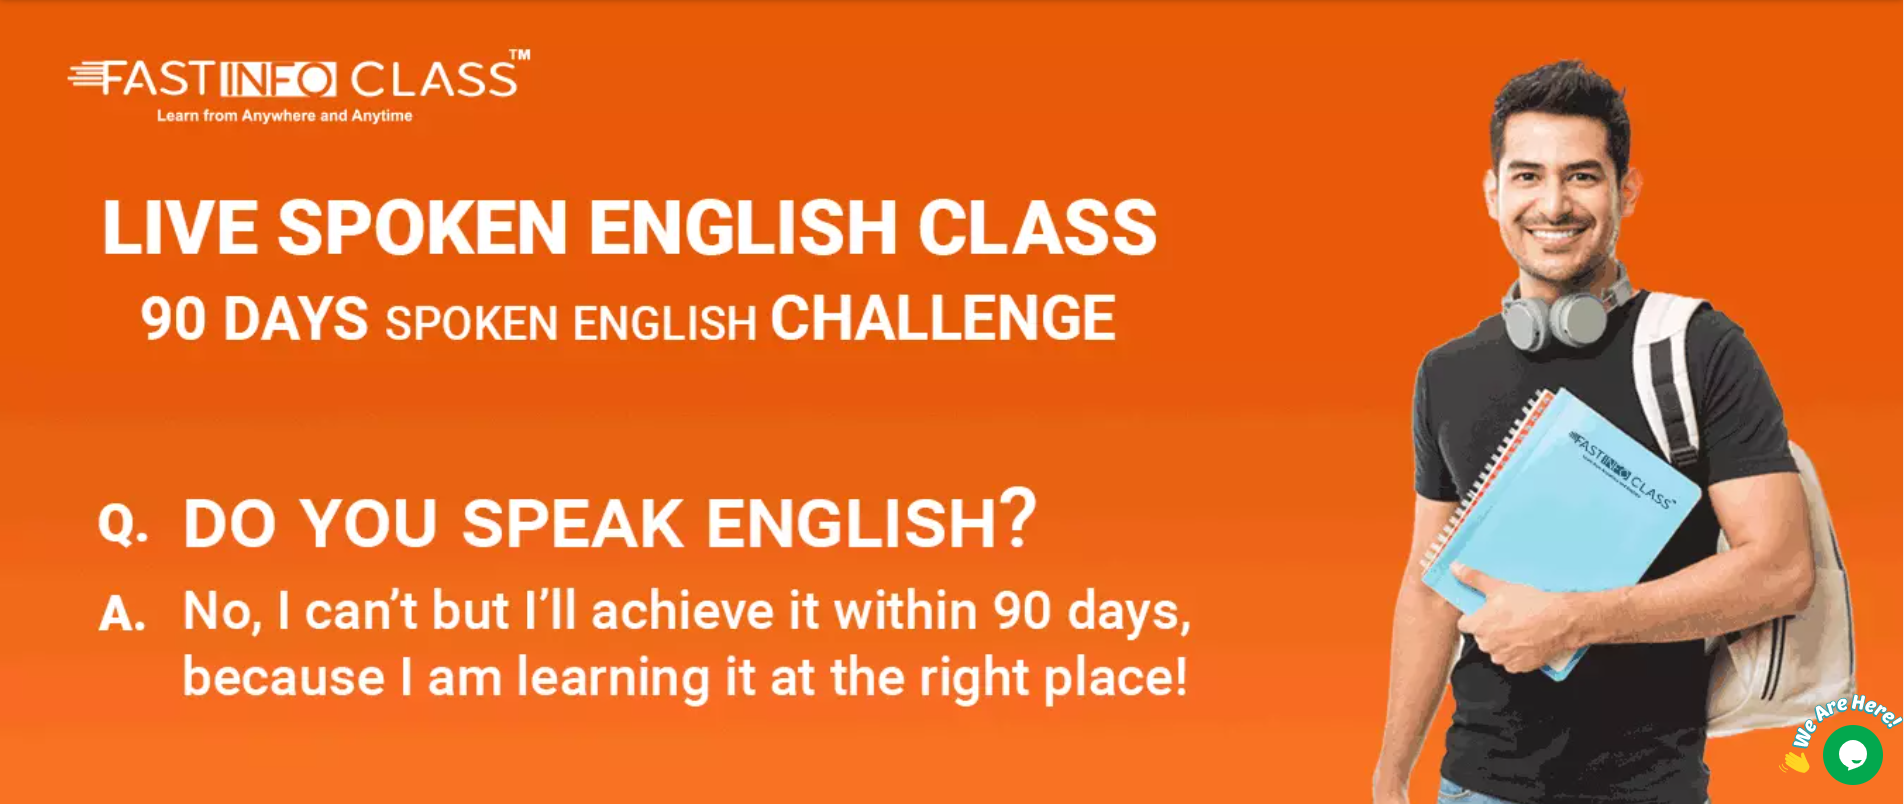 FASTINFO CLASS™
Learn from Anywhere and Anytime
LIVE SPOKEN ENGLISH CLASS
90 DAYS SPOKEN ENGLISH CHALLENGE
Q. DO YOU SPEAK ENGLISH?
A. No, I can't but I'll achieve it within 90 days,
because I am learning it at the right place!
FASTINFO CLASS™
We Are Here!